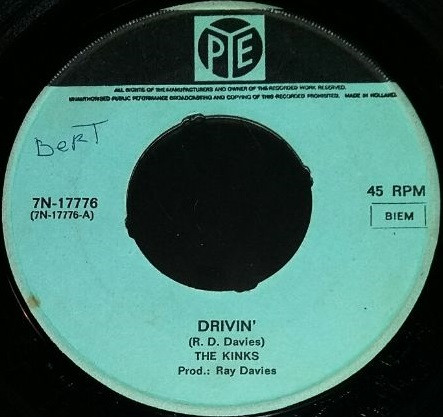 PYE
ALL RIGHTS OF THE MANUFACTURERS AND OWNER OF THE RECORDED WORK RESERVED.
UNAUTHORISED PUBLIC PERFORMANCE BROADCASTING AND COPYING OF THIS RECORDED PROHIBITED. MADE IN HOLLAND.
BerT
7N-17776
(7N-17776-A)
45 RPM
BIEM
DRIVIN'
(R. D. Davies)
THE KINKS
Prod.: Ray Davies